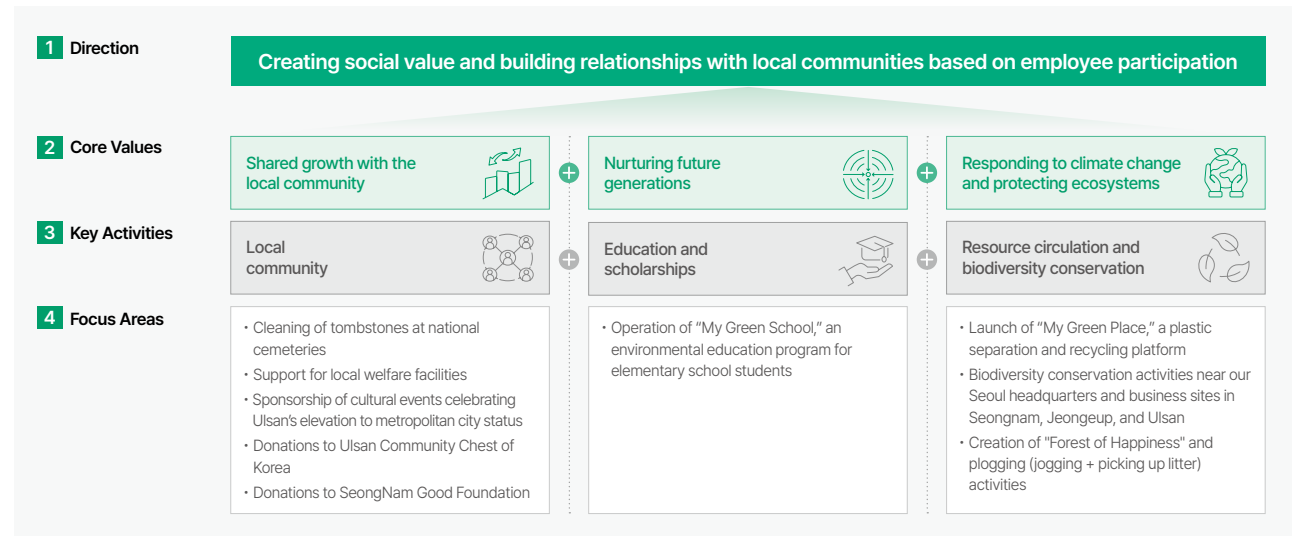 1 Direction
Creating social value and building relationships with local communities based on employee participation
2 Core Values
Shared growth with the
local community
Nurturing future
generations
Responding to climate change
and protecting ecosystems
3 Key Activities
Local
community
Education and
scholarships
Resource circulation and
biodiversity conservation
4 Focus Areas
• Cleaning of tombstones at national
cemeteries
• Support for local welfare facilities
• Sponsorship of cultural events celebrating
Ulsan’s elevation to metropolitan city status
• Donations to Ulsan Community Chest of
Korea
• Donations to SeongNam Good Foundation
• Operation of “My Green School,” an
environmental education program for
elementary school students
• Launch of “My Green Place,” a plastic
separation and recycling platform
• Biodiversity conservation activities near our
Seoul headquarters and business sites in
Seongnam, Jeongeup, and Ulsan
• Creation of "Forest of Happiness" and
plogging (jogging + picking up litter)
activities